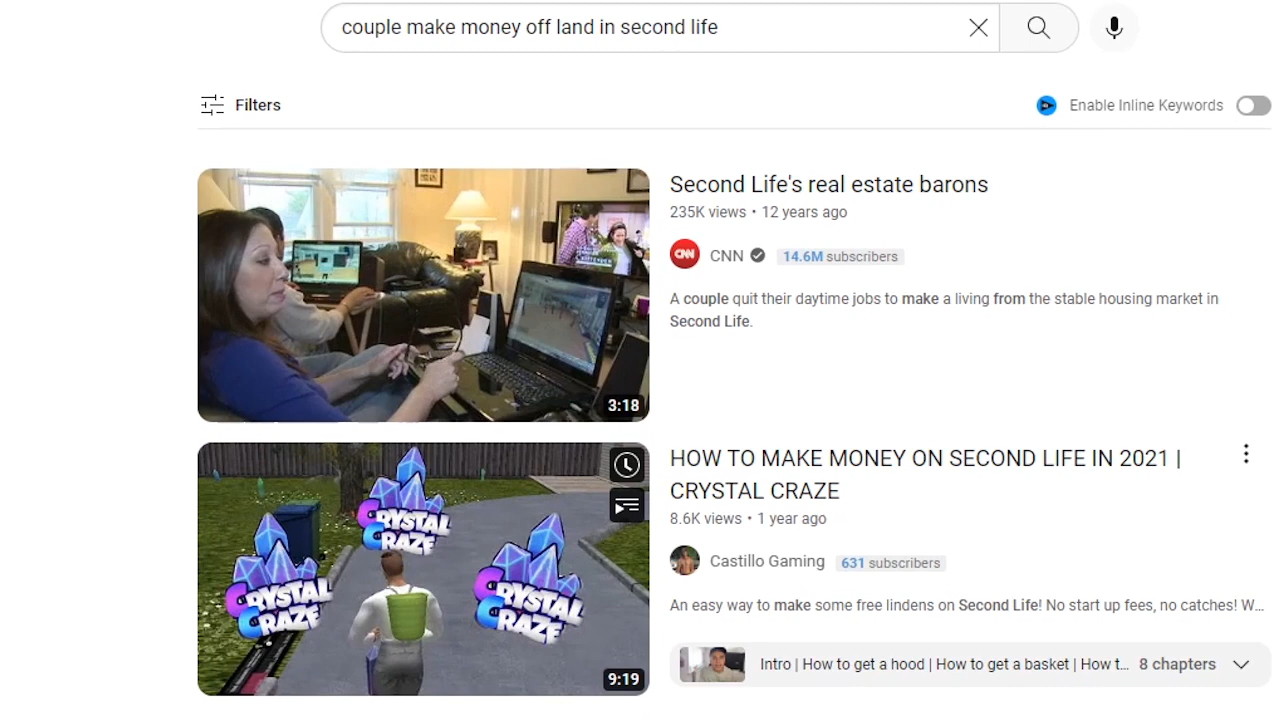 couple make money off land in second life
Filters
Enable Inline Keywords
Second Life's real estate barons
235K views • 12 years ago
CNN
CNN
14.6M subscribers
A couple quit their daytime jobs to make a living from the stable housing market in
Second Life.
3:18
HOW TO MAKE MONEY ON SECOND LIFE IN 2021 |
CRYSTAL CRAZE
8.6K views • 1 year ago
Castillo Gaming
631 subscribers
An easy way to make some free lindens on Second Life! No start up fees, no catches! W...
Intro | How to get a hood | How to get a basket | How t...
8 chapters
CRYSTAL
CRAZE
CRYSTAL
CRAZE
CRYSTAL
CRAZE
9:19